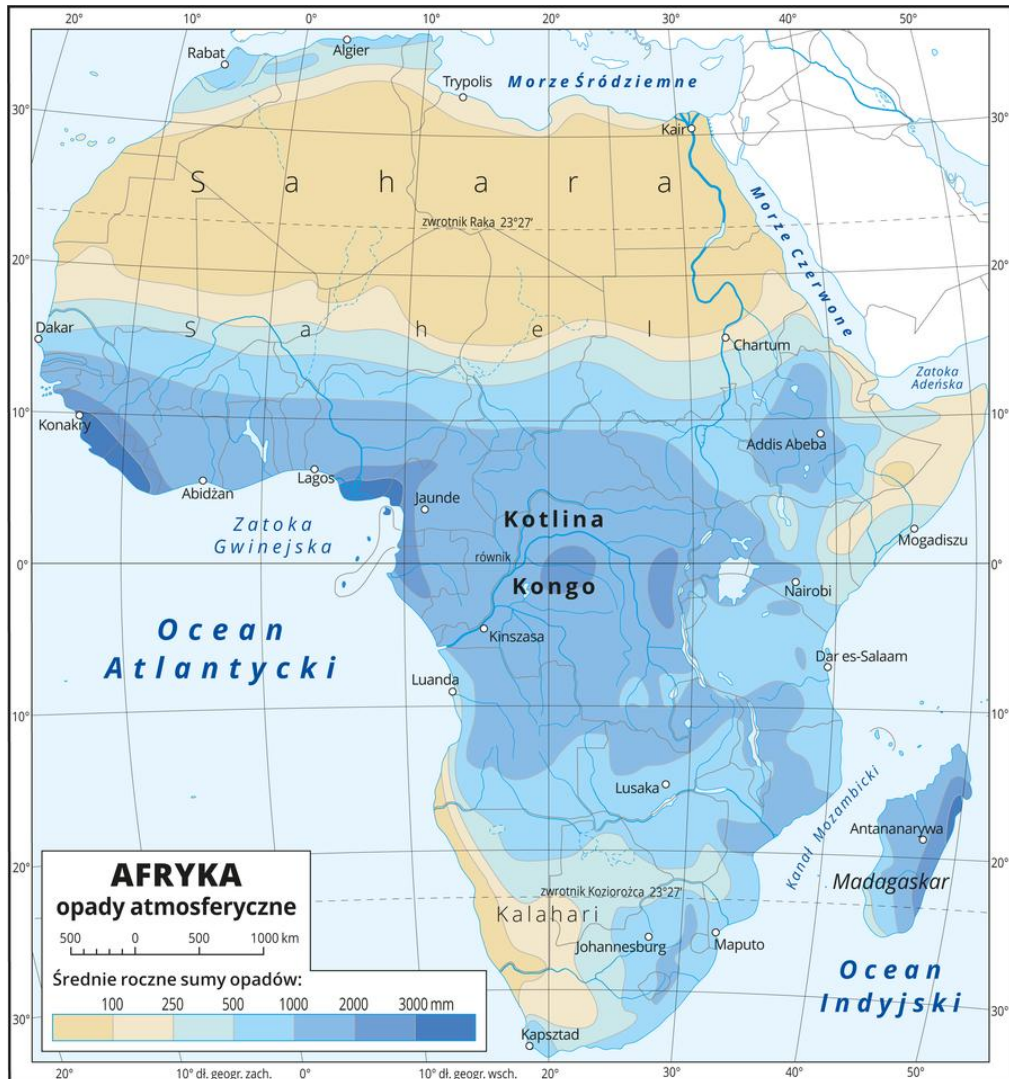 20° 10° 0° 10° 20° 30° 40° 50°
Rabat
Algier
Trypolis
Morze Śródziemne
30° 30°
Kair
Sahara
Morze Czerwone
zwrotnik Raka 23°27'
20° 20°
Dakar
Sahel
Chartum
Zatoka
Adeńska
10° 10°
Konakry
Addis Abeba
Abidżan
Lagos
Jaunde
Zatoka
Gwinejska
Kotlina
Kongo
Mogadiszu
równik
0° 0°
Nairobi
Ocean
Atlantycki
Kinszasa
Dar es-Salaam
Luanda
10° 10°
Lusaka
Kanał Mozambicki
Antananarywa
Madagaskar
20° 20°
zwrotnik Koziorożca 23°27'
Kalahari
Johannesburg
Maputo
Ocean
Indyjski
30° 30°
Kapsztad
AFRYKA
opady atmosferyczne
500 0 500 1000 km
Średnie roczne sumy opadów:
100 250 500 1000 2000 3000 mm
20° 10° dł. geogr. zach. 0° 10° dł. geogr. wsch. 20° 30° 40° 50°